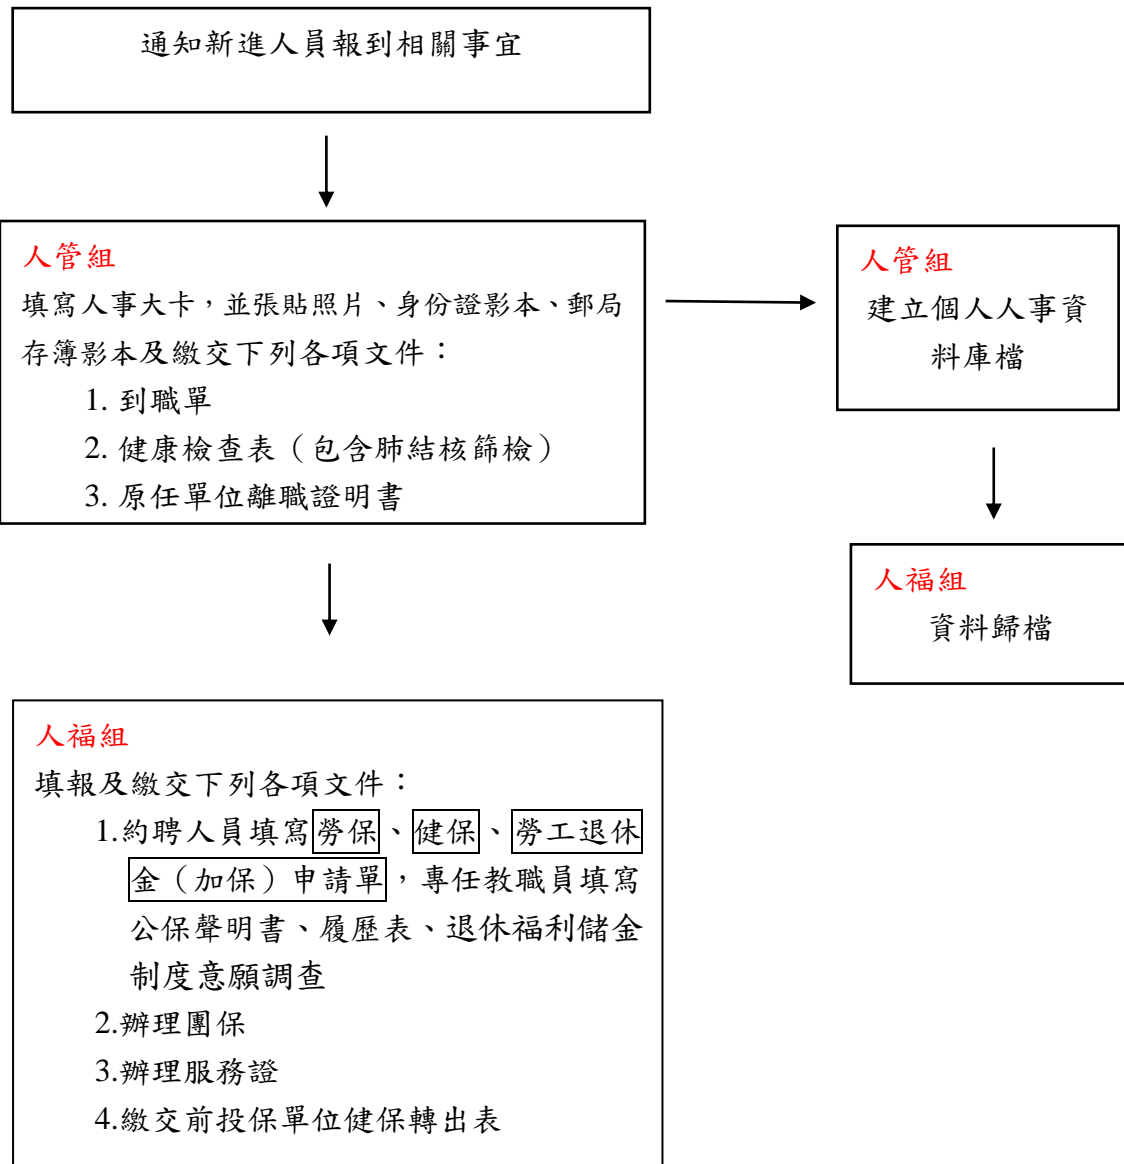 通知新進人員報到相關事宜
人管組
填寫人事大卡，並張貼照片、身份證影本、郵局
存簿影本及繳交下列各項文件：
1. 到職單
2. 健康檢查表（包含肺結核篩檢）
3. 原任單位離職證明書
人管組
建立個人人事資
料庫檔
人福組
資料歸檔
人福組
填報及繳交下列各項文件：
1.約聘人員填寫勞保、健保、勞工退休
金（加保）申請單，專任教職員填寫
公保聲明書、履歷表、退休福利儲金
制度意願調查
2.辦理團保
3.辦理服務證
4.繳交前投保單位健保轉出表